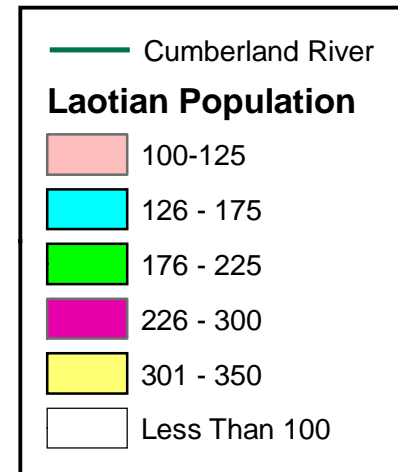 Cumberland River
Laotian Population
100-125
126 - 175
176 - 225
226 - 300
301 - 350
Less Than 100